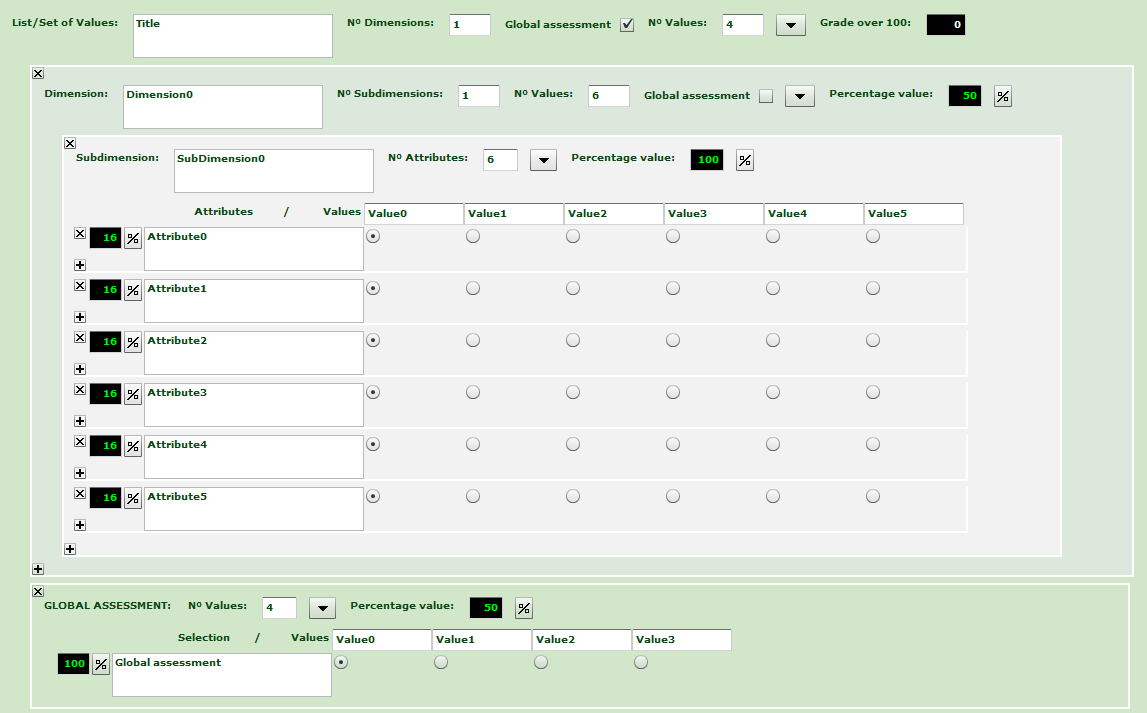 List/Set of Values: Title Nº Dimensions: 1 Global assessment Nº Values: 4 Grade over 100: 0
Dimension: Dimension0 Nº Subdimensions: 1 Nº Values: 6 Global assessment Percentage value: 50 %
Subdimension: SubDimension0 Nº Attributes: 6 Percentage value: 100 %
Attributes / Values Value0 Value1 Value2 Value3 Value4 Value5
16 % Attribute0
16 % Attribute1
16 % Attribute2
16 % Attribute3
16 % Attribute4
16 % Attribute5
GLOBAL ASSESSMENT: Nº Values: 4 Percentage value: 50 %
Selection / Values Value0 Value1 Value2 Value3
100 % Global assessment